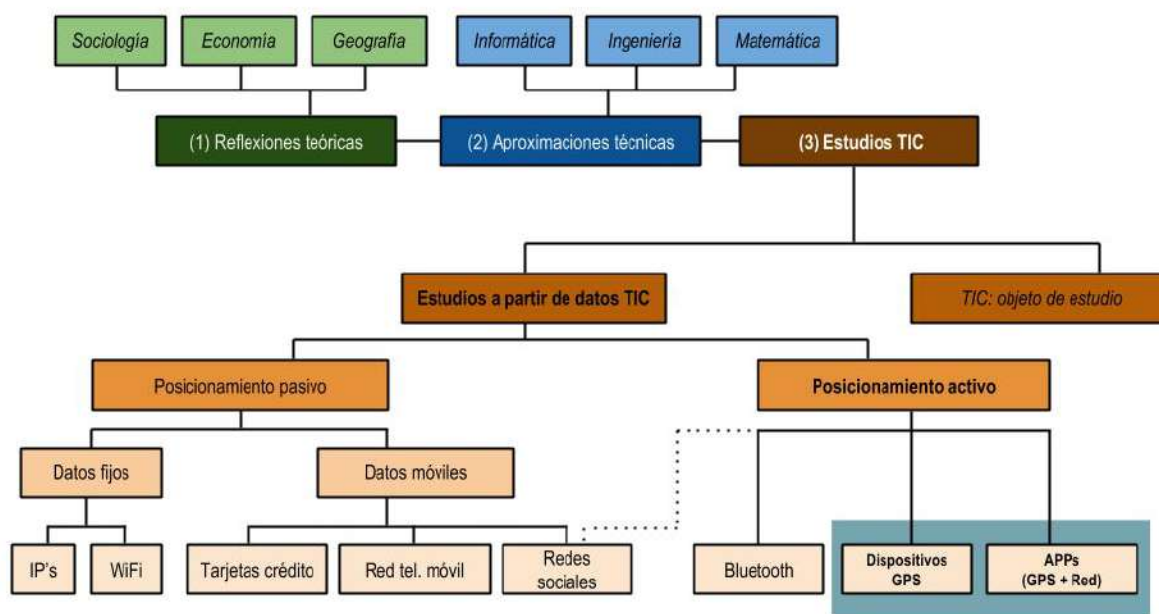 Sociología
Economía
Geografía
Informática
Ingeniería
Matemática
(1) Reflexiones teóricas
(2) Aproximaciones técnicas
(3) Estudios TIC
Estudios a partir de datos TIC
TIC: objeto de estudio
Posicionamiento pasivo
Posicionamiento activo
Datos fijos
Datos móviles
IP's
WiFi
Tarjetas crédito
Red tel. móvil
Redes
sociales
Bluetooth
Dispositivos
GPS
APPs
(GPS + Red)